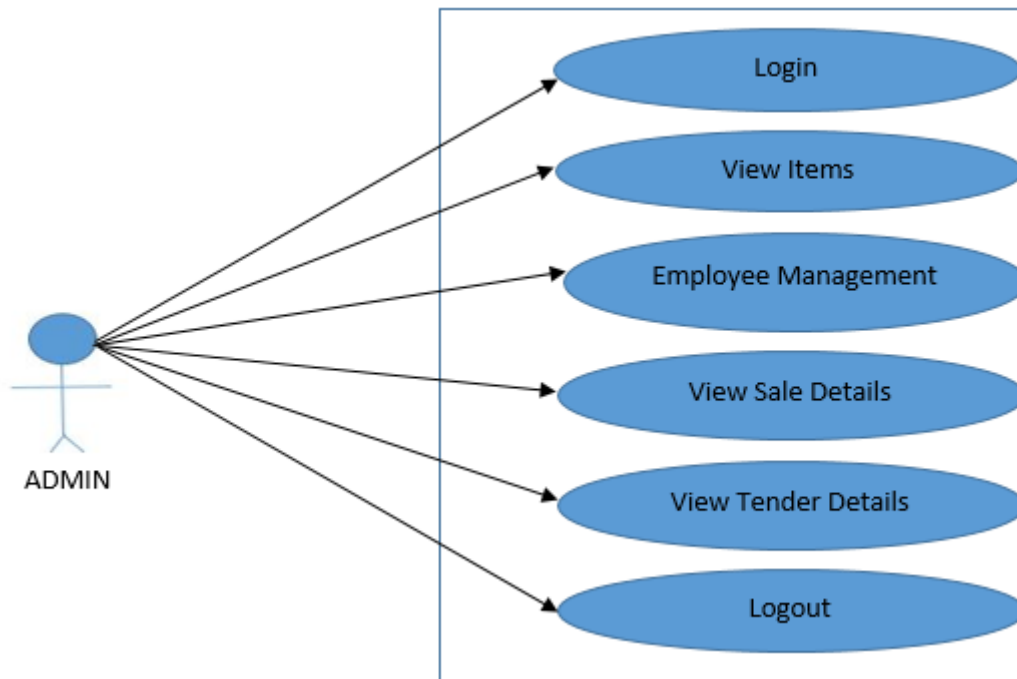 Login
View Items
Employee Management
View Sale Details
ADMIN
View Tender Details
Logout